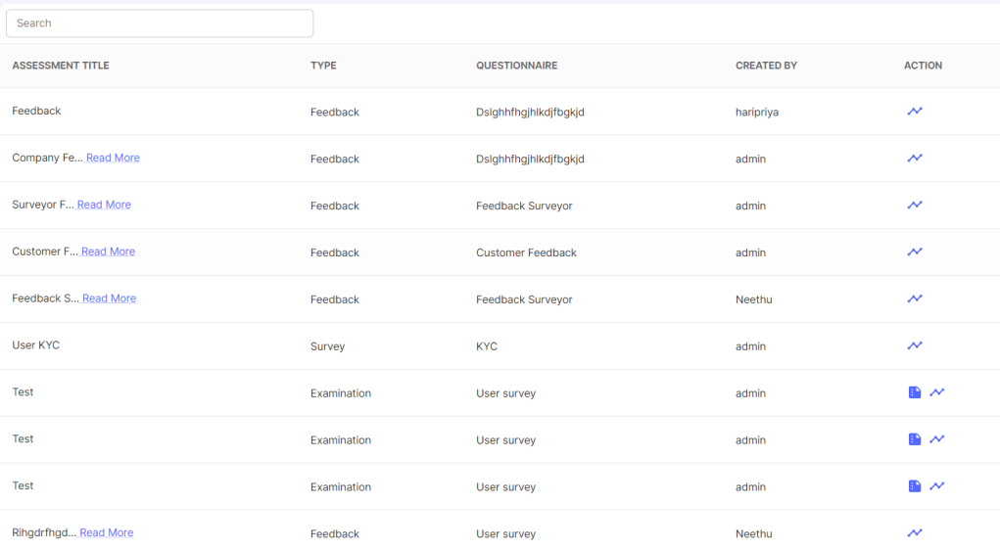 Search
ASSESSMENT TITLE TYPE QUESTIONNAIRE CREATED BY ACTION
Feedback Feedback Dslghhfhgjhlkdjfbgkjd haripriya
Company Fe... Read More Feedback Dslghhfhgjhlkdjfbgkjd admin
Surveyor F... Read More Feedback Feedback Surveyor admin
Customer F... Read More Feedback Customer Feedback admin
Feedback S... Read More Feedback Feedback Surveyor Neethu
User KYC Survey KYC admin
Test Examination User survey admin
Test Examination User survey admin
Test Examination User survey admin
Rihgdrfhgd... Read More Feedback User survey Neethu